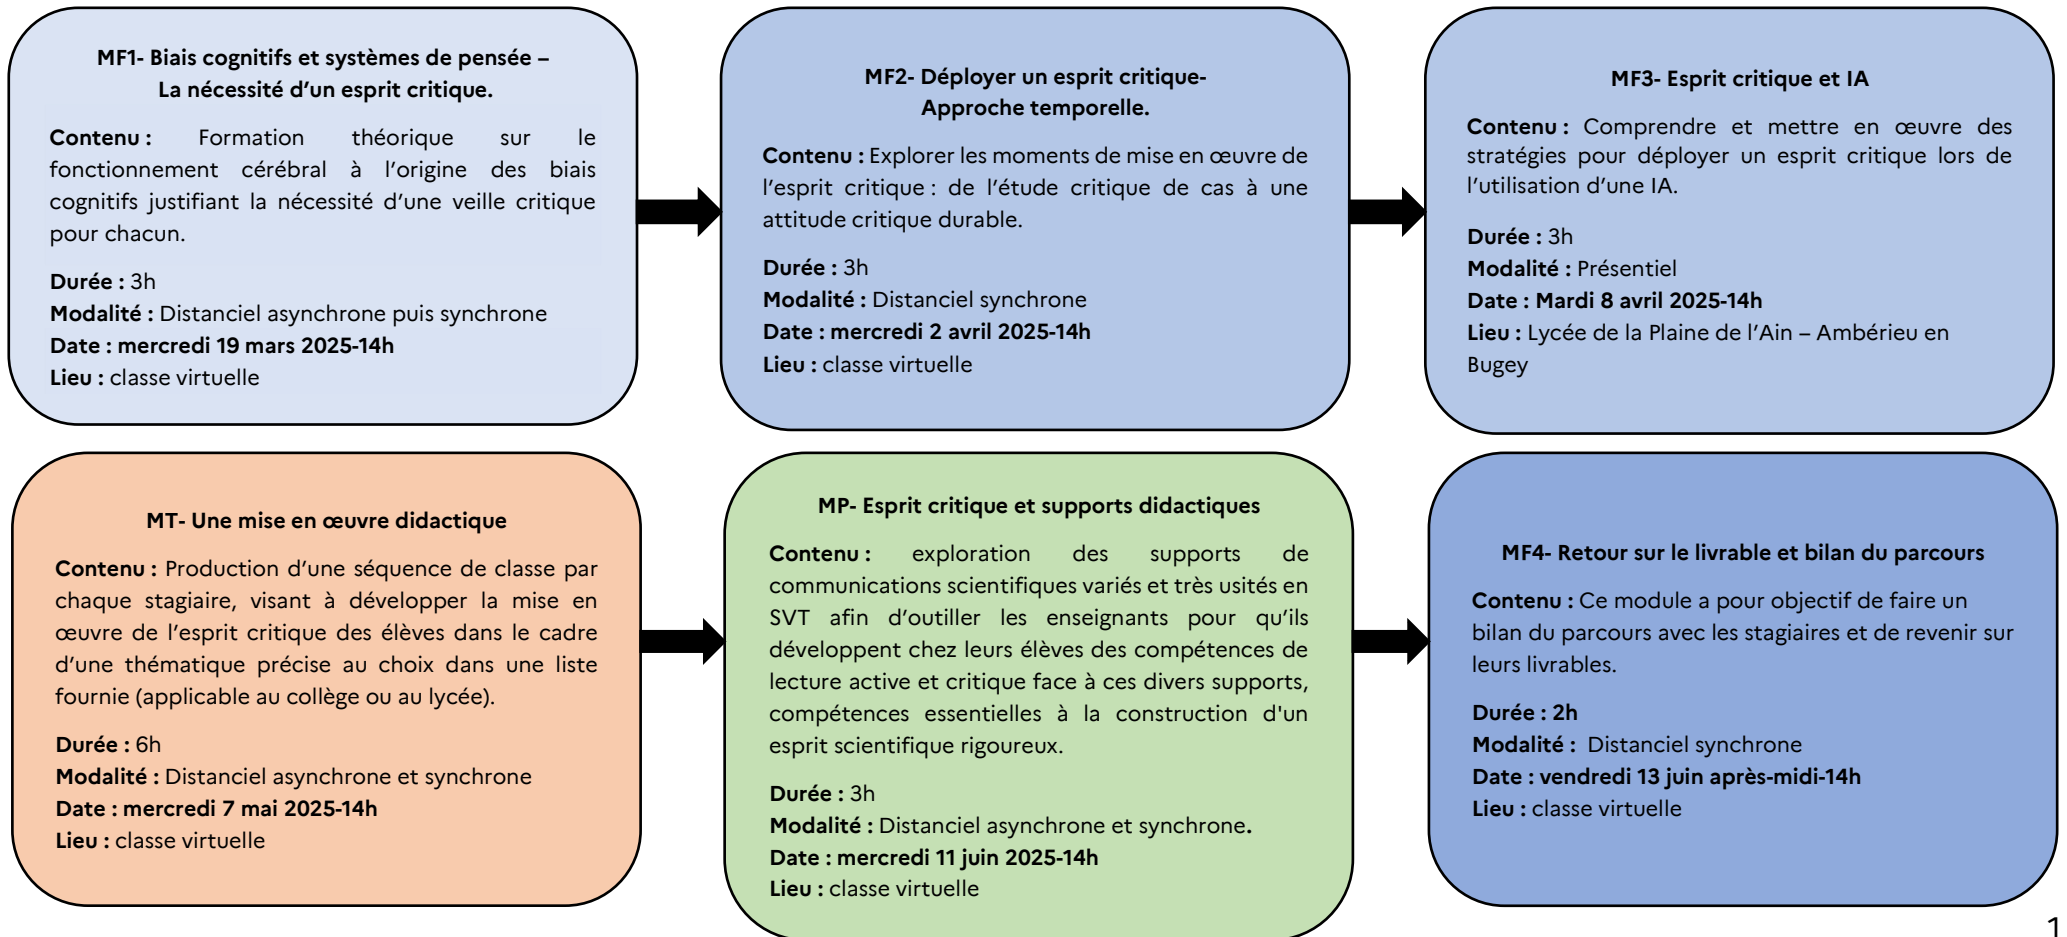 MF1- Biais cognitifs et systèmes de pensée –
La nécessité d’un esprit critique.
Contenu : Formation théorique sur le
fonctionnement cérébral à l’origine des biais
cognitifs justifiant la nécessité d’une veille critique
pour chacun.
Durée : 3h
Modalité : Distanciel asynchrone puis synchrone
Date : mercredi 19 mars 2025-14h
Lieu : classe virtuelle
MF2- Déployer un esprit critique-
Approche temporelle.
Contenu : Explorer les moments de mise en œuvre de
l’esprit critique : de l’étude critique de cas à une
attitude critique durable.
Durée : 3h
Modalité : Distanciel synchrone
Date : mercredi 2 avril 2025-14h
Lieu : classe virtuelle
MF3- Esprit critique et IA
Contenu : Comprendre et mettre en œuvre des
stratégies pour déployer un esprit critique lors de
l’utilisation d’une IA.
Durée : 3h
Modalité : Présentiel
Date : Mardi 8 avril 2025-14h
Lieu : Lycée de la Plaine de l’Ain – Ambérieu en
Bugey
MT- Une mise en œuvre didactique
Contenu : Production d’une séquence de classe par
chaque stagiaire, visant à développer la mise en
œuvre de l’esprit critique des élèves dans le cadre
d’une thématique précise au choix dans une liste
fournie (applicable au collège ou au lycée).
Durée : 6h
Modalité : Distanciel asynchrone et synchrone
Date : mercredi 7 mai 2025-14h
Lieu : classe virtuelle
MP- Esprit critique et supports didactiques
Contenu : exploration des supports de
communications scientifiques variés et très usités en
SVT afin d’outiller les enseignants pour qu’ils
développent chez leurs élèves des compétences de
lecture active et critique face à ces divers supports,
compétences essentielles à la construction d'un
esprit scientifique rigoureux.
Durée : 3h
Modalité : Distanciel asynchrone et synchrone.
Date : mercredi 11 juin 2025-14h
Lieu : classe virtuelle
MF4- Retour sur le livrable et bilan du parcours
Contenu : Ce module a pour objectif de faire un
bilan du parcours avec les stagiaires et de revenir sur
leurs livrables.
Durée : 2h
Modalité : Distanciel synchrone
Date : vendredi 13 juin après-midi-14h
Lieu : classe virtuelle
1